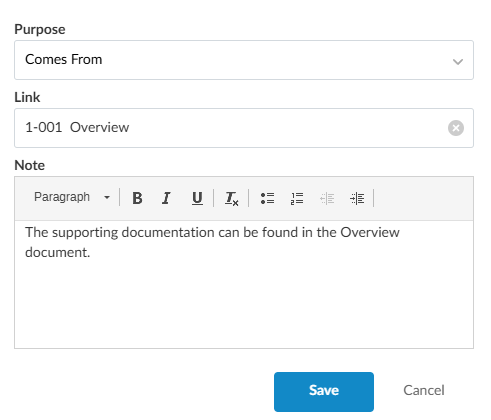 Purpose
Comes From
Link
1-001 Overview
Note
Paragraph B I U Tx
The supporting documentation can be found in the Overview
document.
Save Cancel